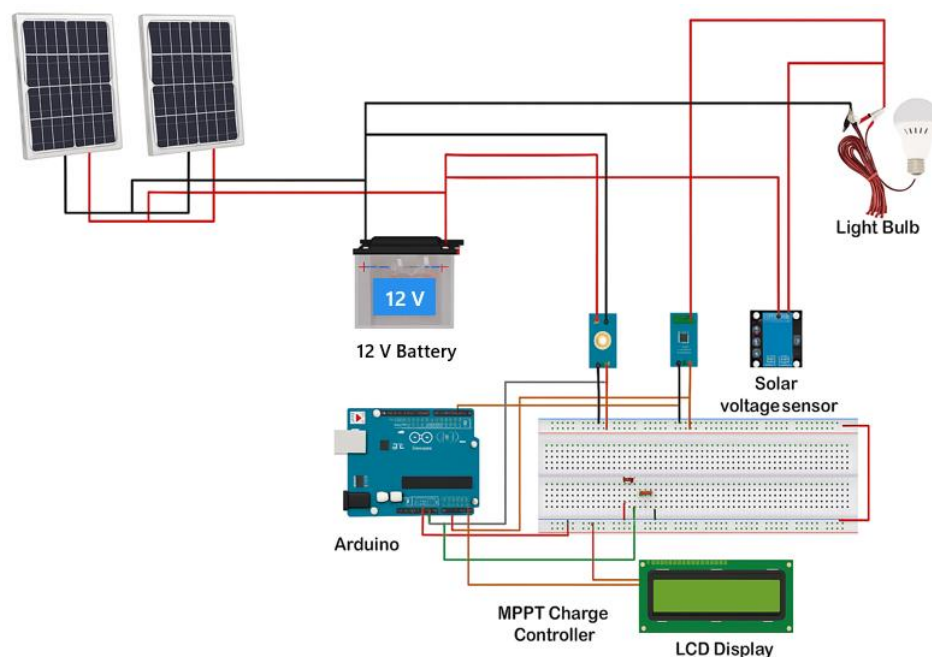 12 V
12 V Battery
Light Bulb
Solar
voltage sensor
Arduino
MPPT Charge
Controller
LCD Display